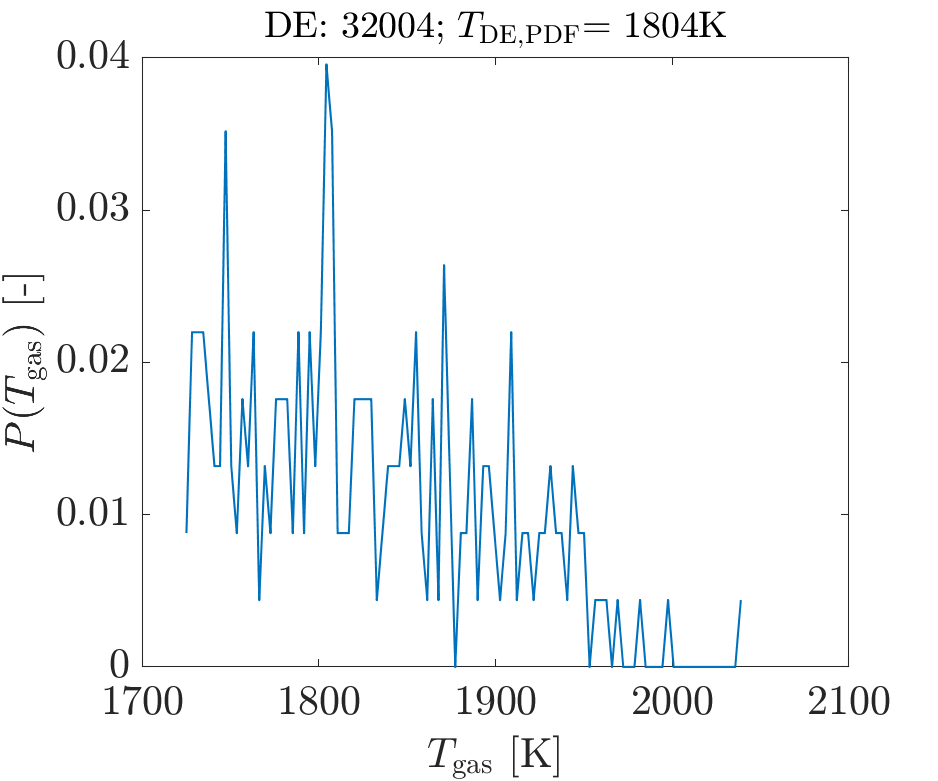 DE: 32004; T_DE,PDF= 1804K
0.04
0.03
0.02
0.01
0
P(T_gas) [-]
1700 1800 1900 2000 2100
T_gas [K]